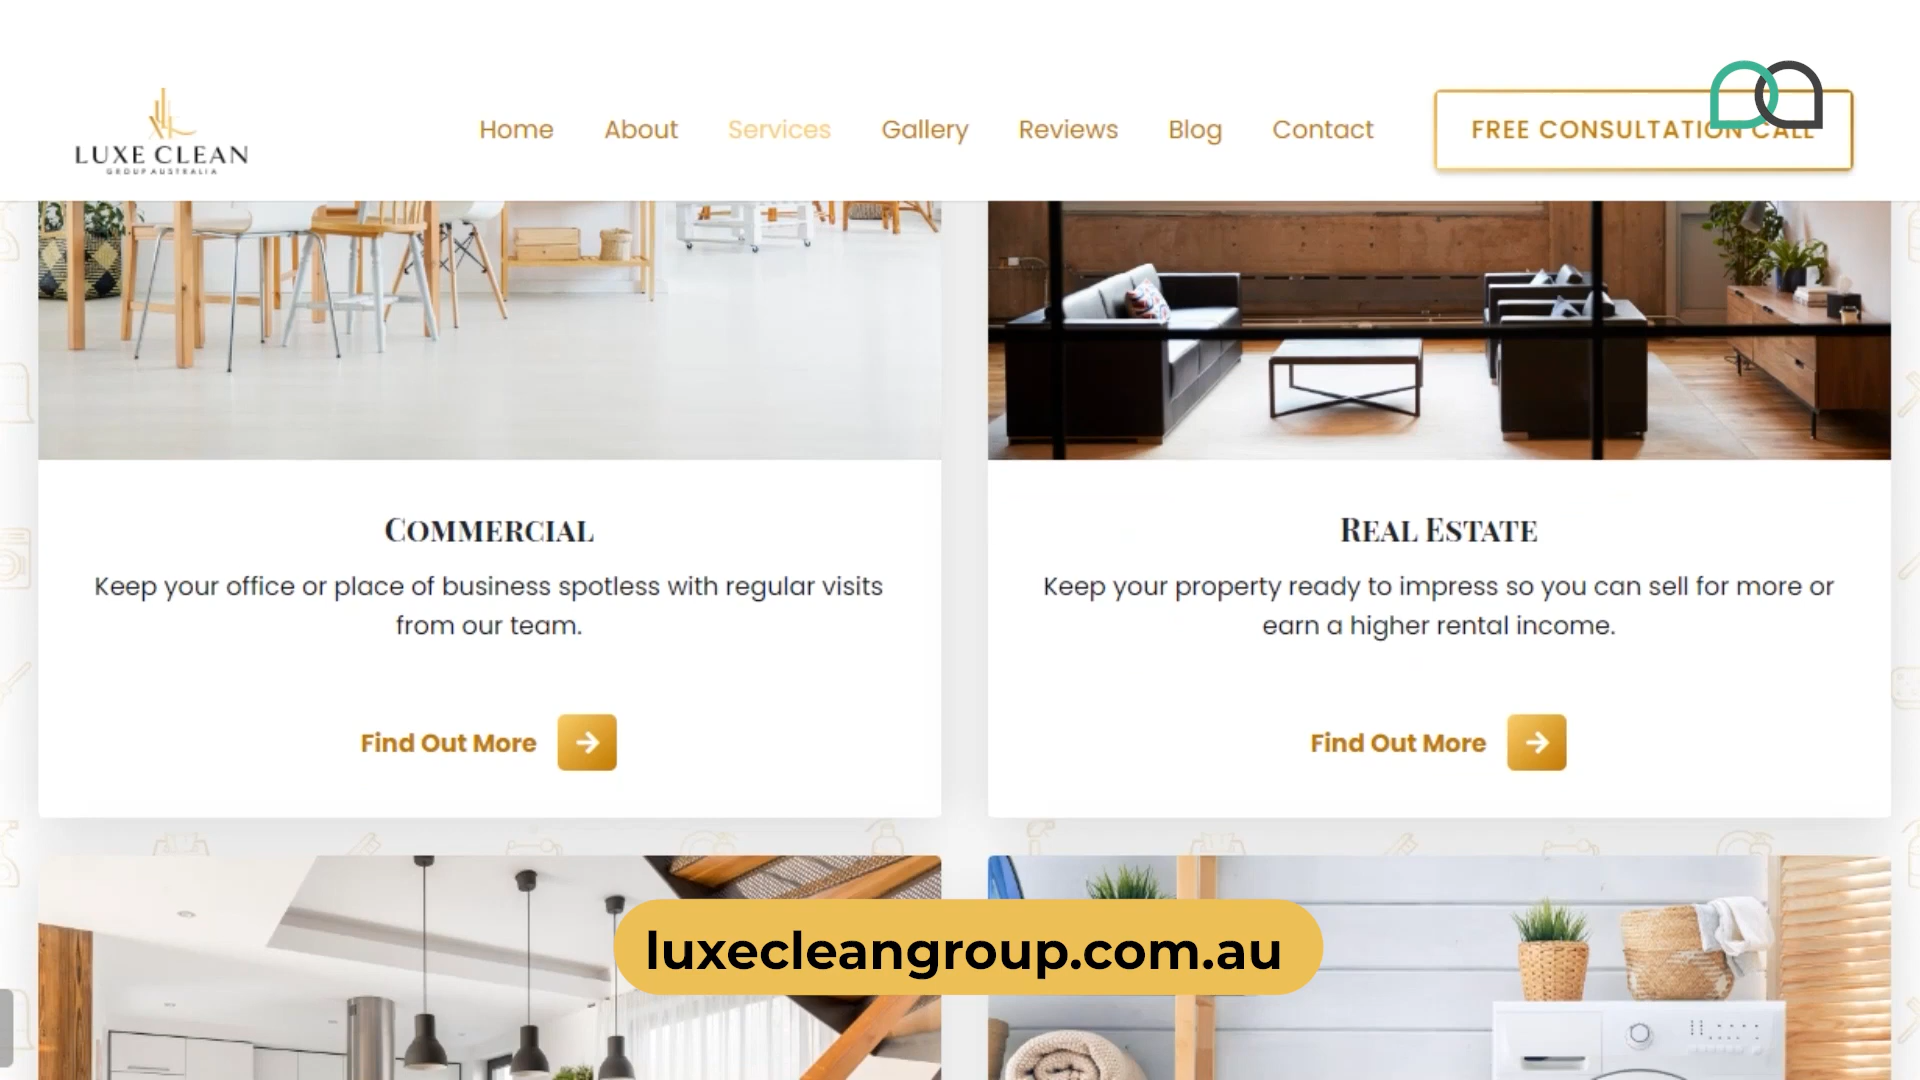 LUXE CLEAN
GROUP AUSTRALIA
Home About Services Gallery Reviews Blog Contact
FREE CONSULTATION CALL
COMMERCIAL
Keep your office or place of business spotless with regular visits
from our team.
Find Out More
REAL ESTATE
Keep your property ready to impress so you can sell for more or
earn a higher rental income.
Find Out More
luxecleangroup.com.au